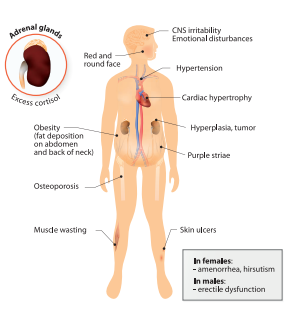 Adrenal glands
Excess cortisol
CNS irritability
Emotional disturbances
Red and
round face
Hypertension
Cardiac hypertrophy
Obesity
(fat deposition
on abdomen
and back of neck)
Hyperplasia, tumor
Purple striae
Osteoporosis
Muscle wasting
Skin ulcers
In females:
- amenorrhea, hirsutism
In males:
- erectile dysfunction